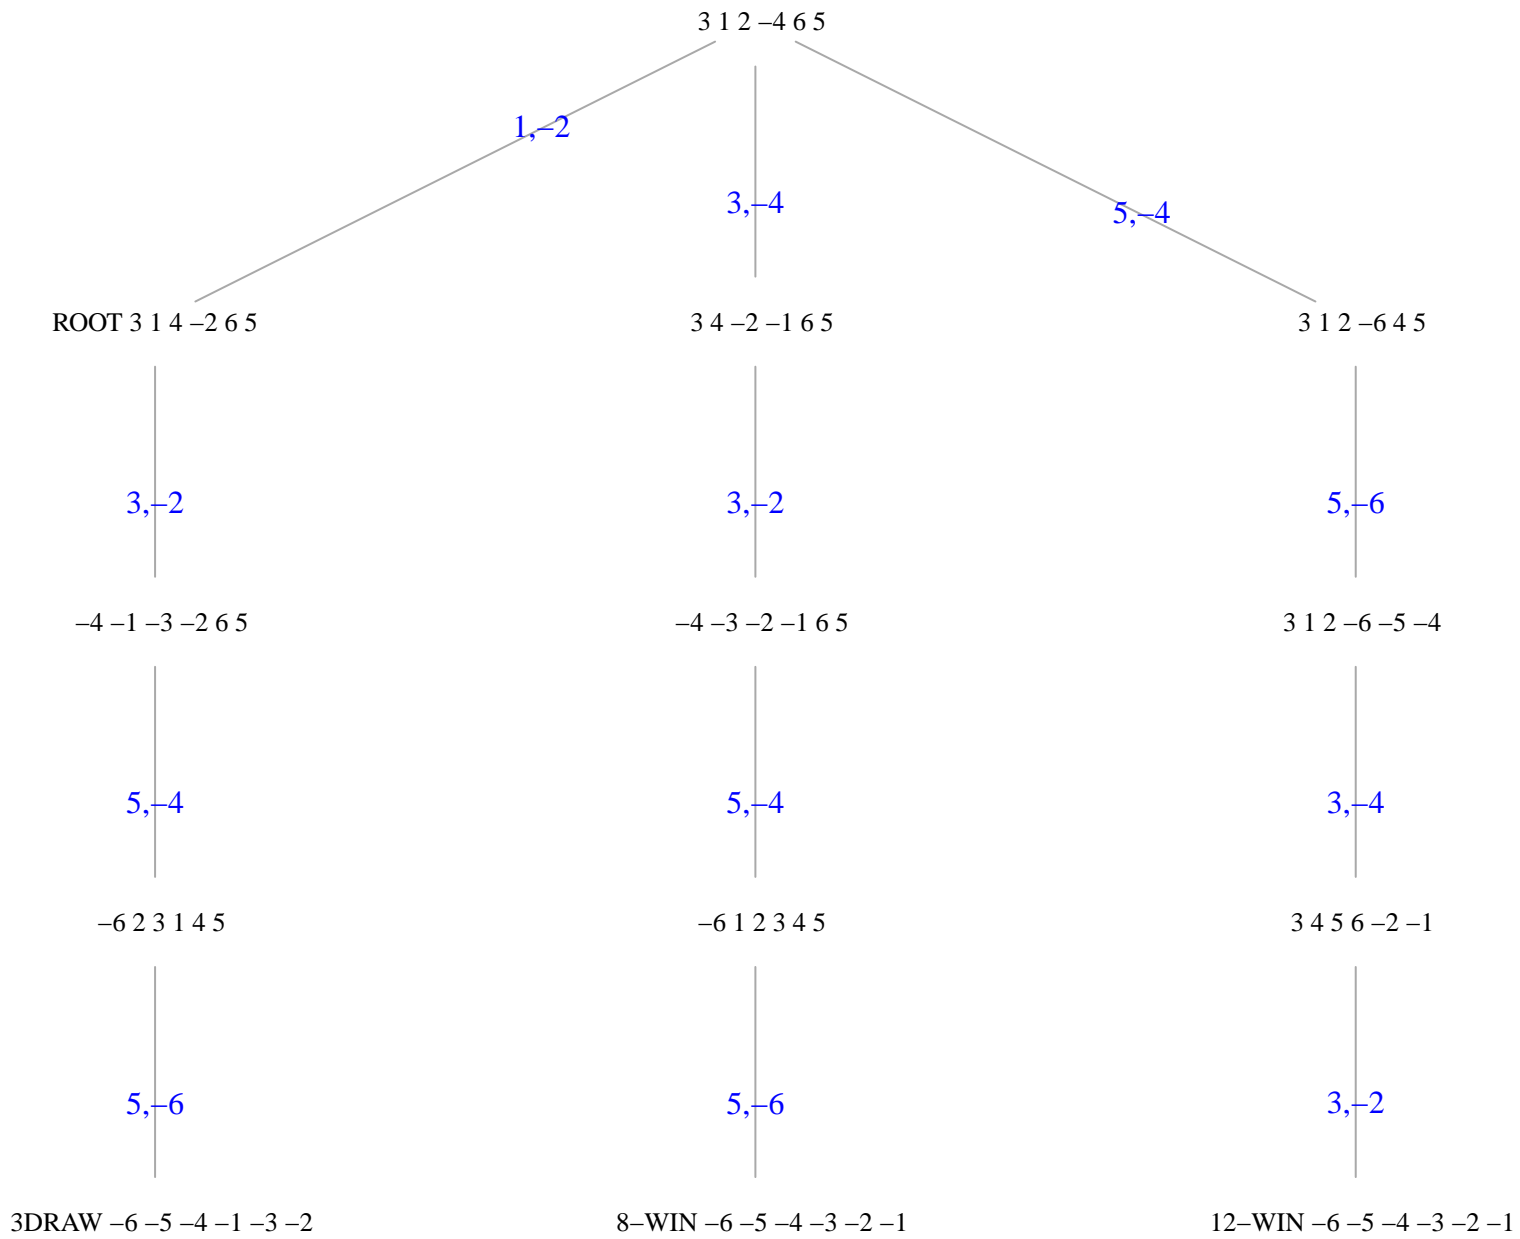 3 1 2 –4 6 5
1,–2
3,–4
5,–4
ROOT 3 1 4 –2 6 5
3 4 –2 –1 6 5
3 1 2 –6 4 5
3,–2
3,–2
5,–6
–4 –1 –3 –2 6 5
–4 –3 –2 –1 6 5
3 1 2 –6 –5 –4
5,–4
5,–4
3,–4
–6 2 3 1 4 5
–6 1 2 3 4 5
3 4 5 6 –2 –1
5,–6
5,–6
3,–2
3DRAW –6 –5 –4 –1 –3 –2
8–WIN –6 –5 –4 –3 –2 –1
12–WIN –6 –5 –4 –3 –2 –1